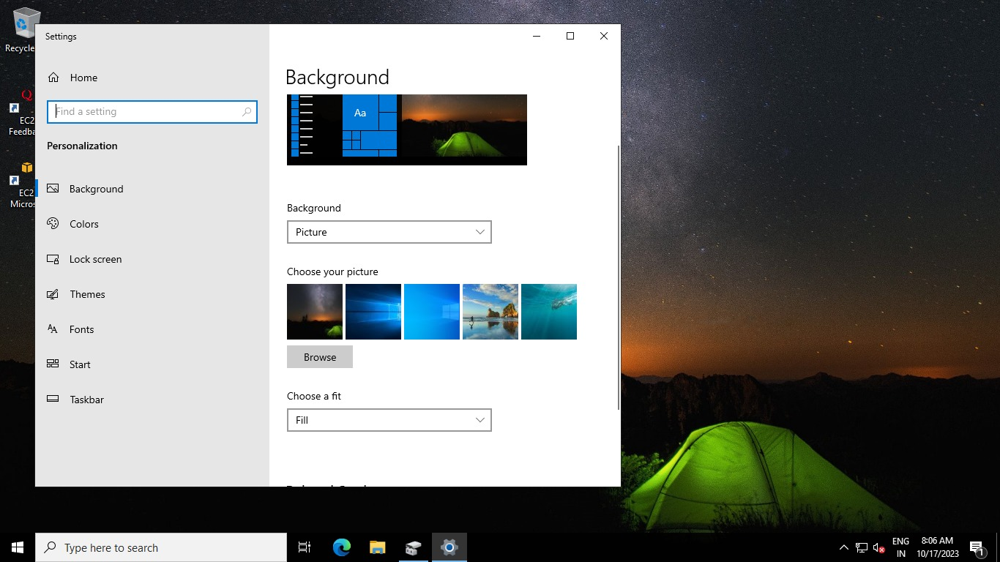 Settings
Recycle
Home
Find a setting
Personalization
Background
Colors
Lock screen
Themes
Fonts
Start
Taskbar
Background
Aa
Background
Picture
Choose your picture
Browse
Choose a fit
Fill
EC2
Feedba
EC2
Micros
Type here to search
ENG
IN
8:06 AM
10/17/2023
1